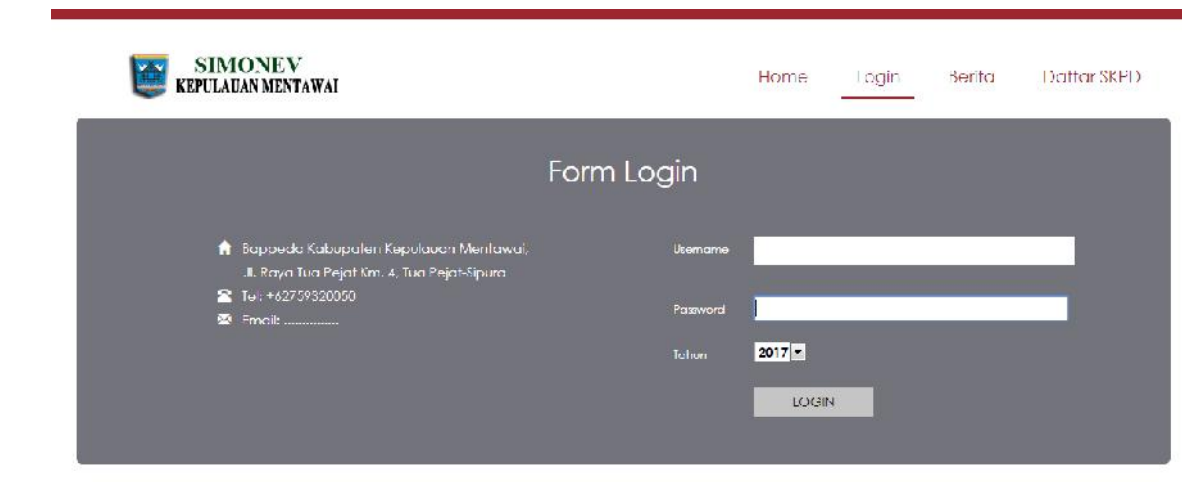 SIMONEV
KEPULAUAN MENTAWAI
Home Login Berita Daftar SKPD
Form Login
Bappeda Kabupaten Kepulauan Mentawai,
Jl. Raya Tua Pejat Km. 4, Tua Pejat-Sipura
Tel: +62759320050
Email: ..............
Username
Password
Tahun 2017
LOGIN